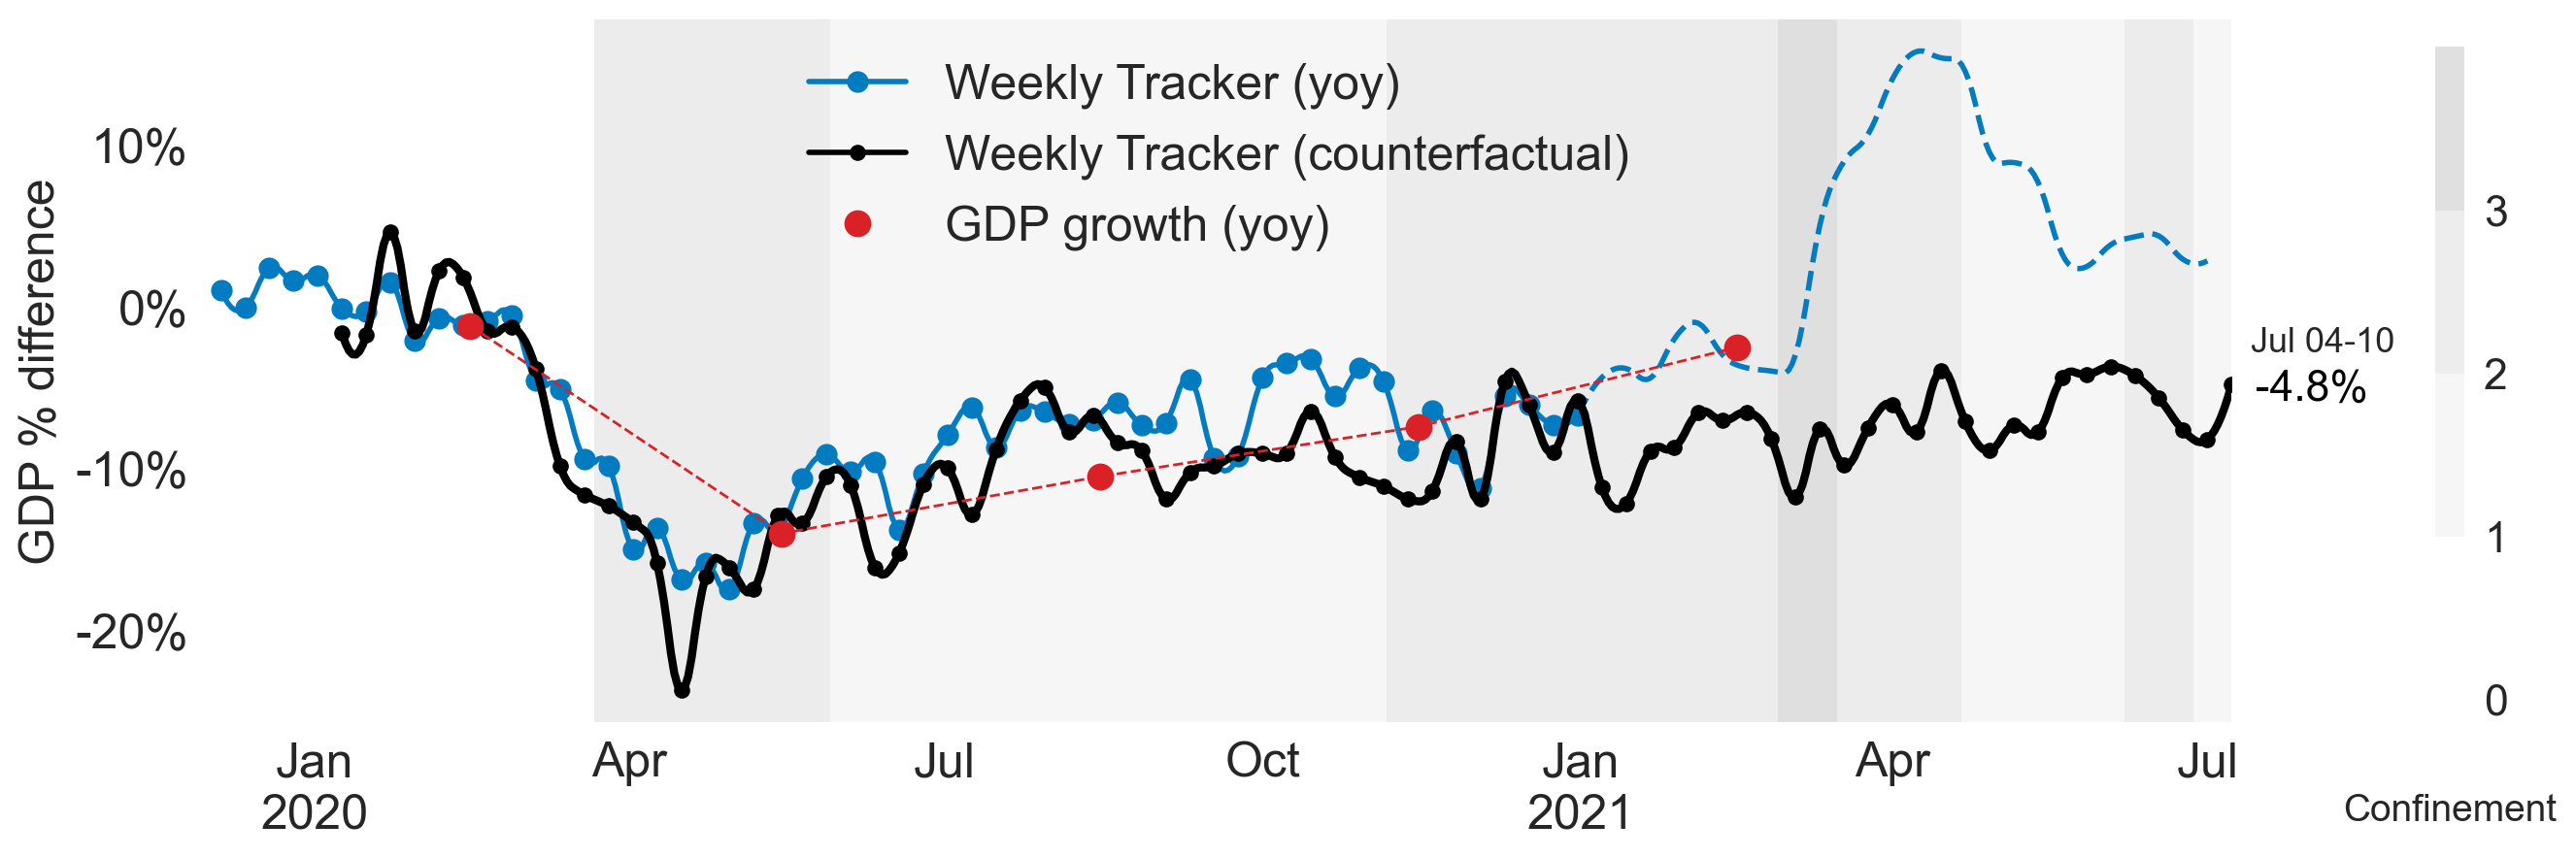 Weekly Tracker (yoy)
Weekly Tracker (counterfactual)
GDP growth (yoy)
GDP % difference
10%
0%
-10%
-20%
Jan
2020
Apr
Jul
Oct
Jan
2021
Apr
Jul
Jul 04-10
-4.8%
3
2
1
0
Confinement